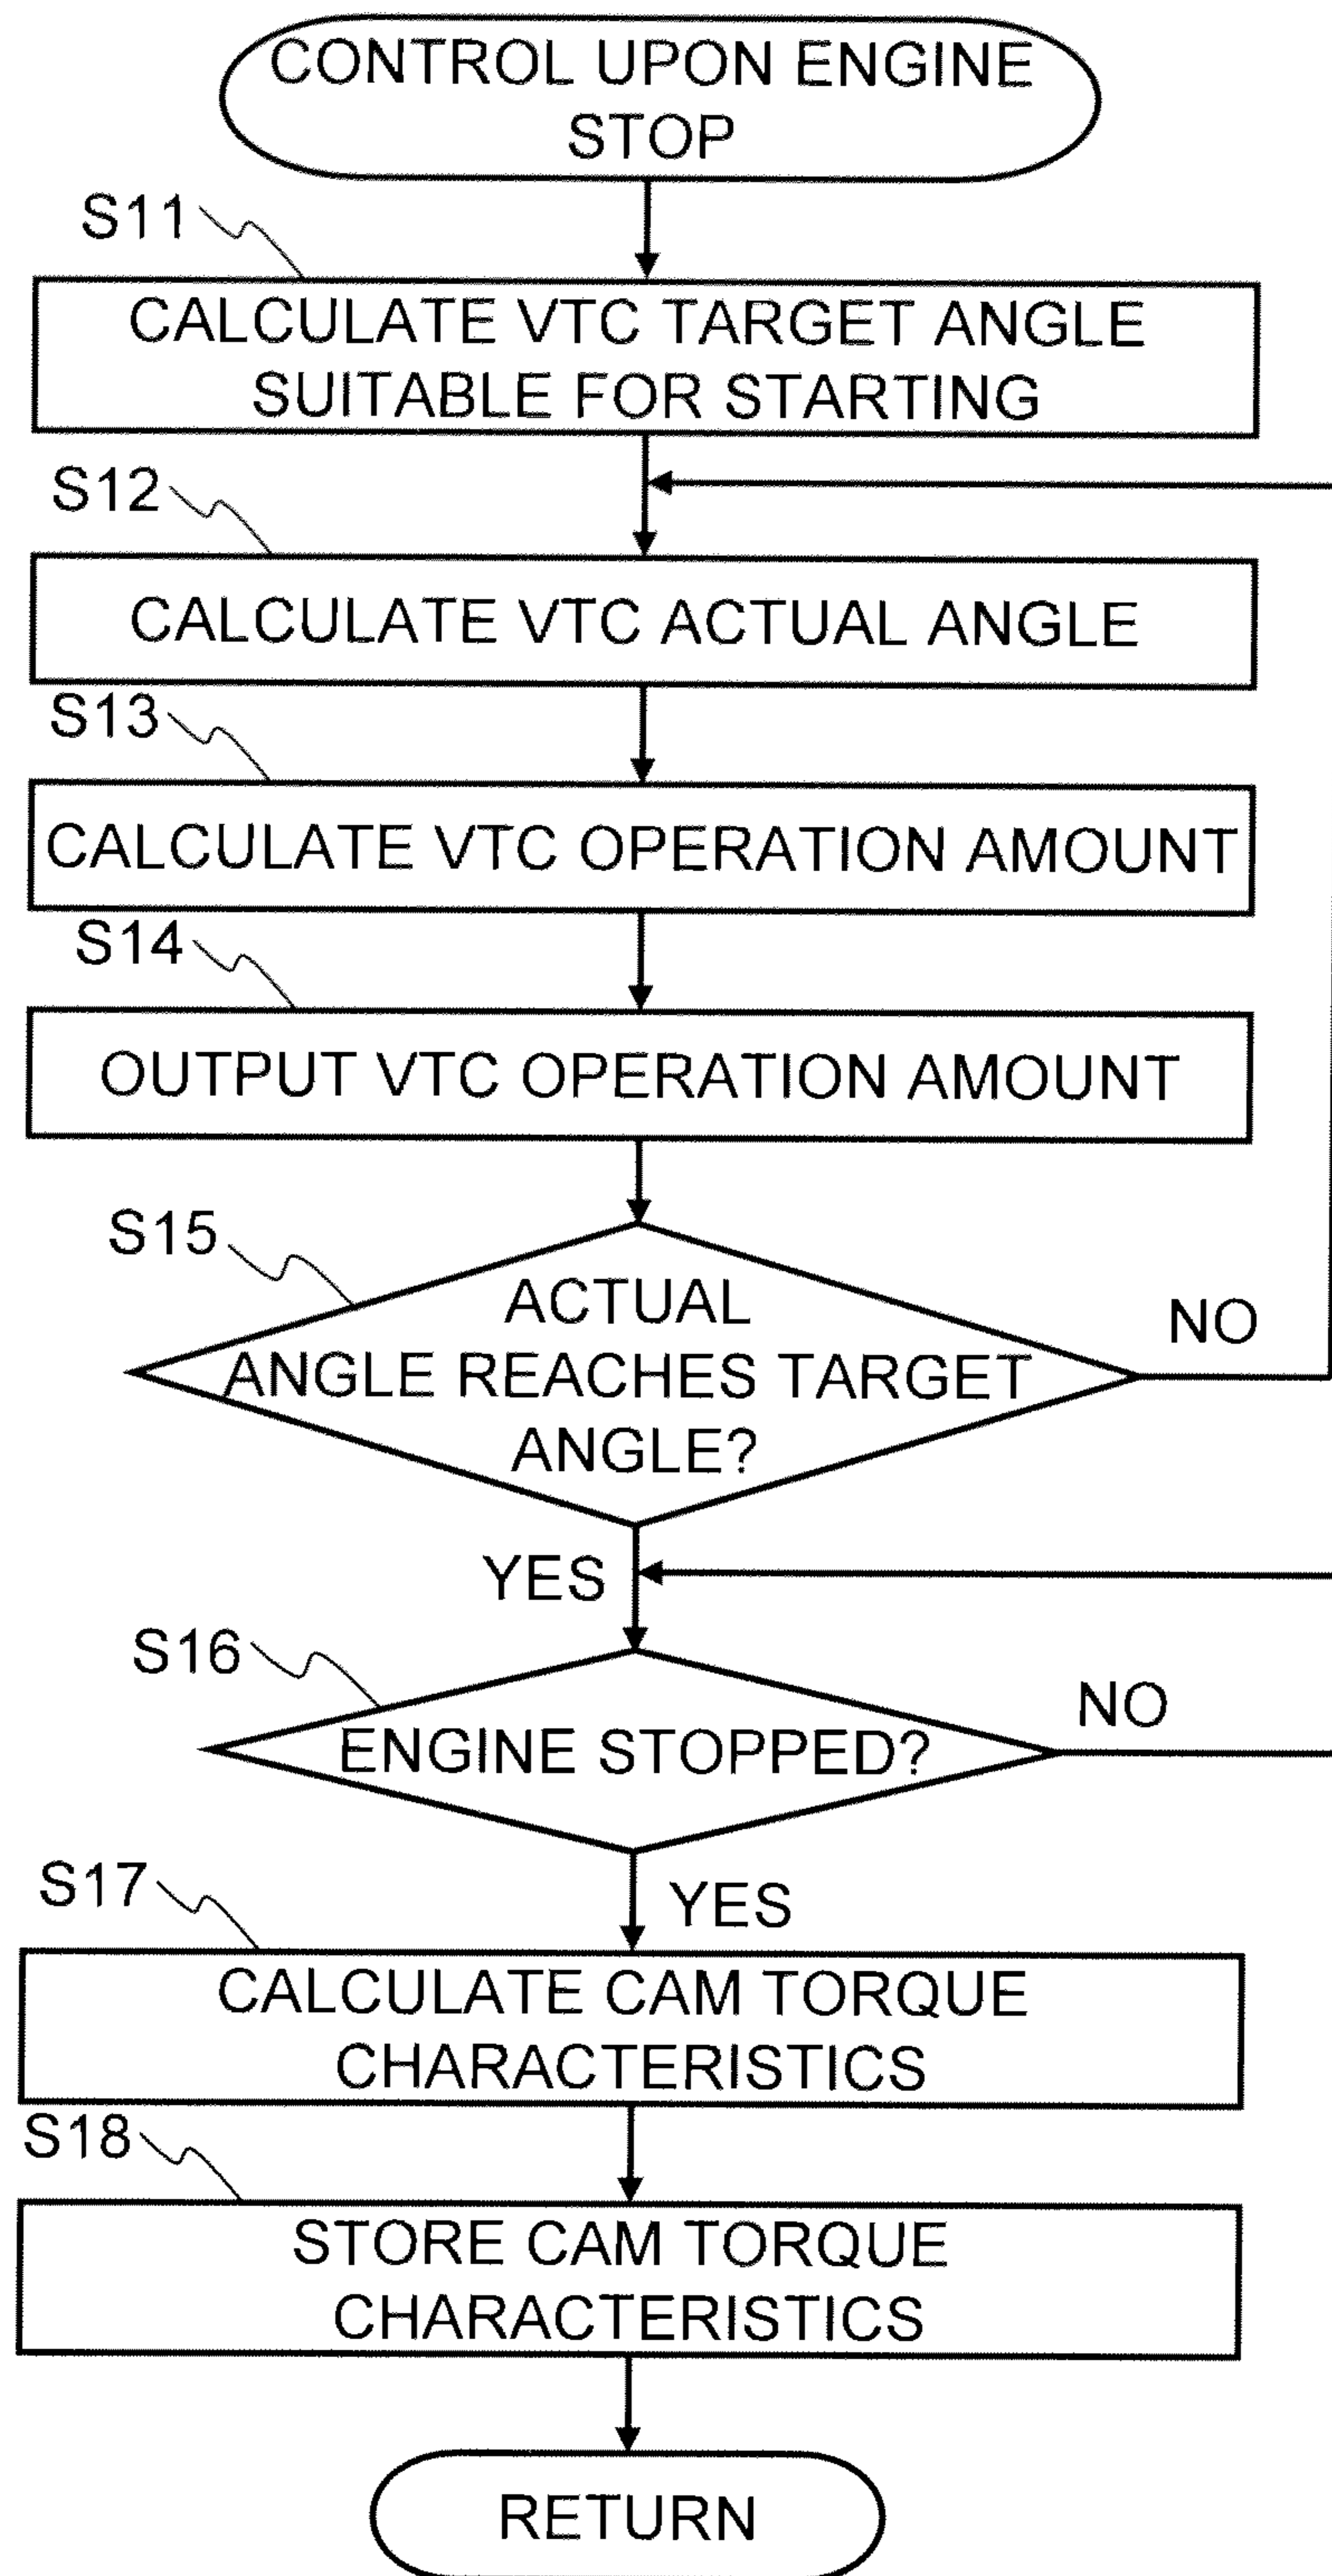 CONTROL UPON ENGINE
STOP
S11
CALCULATE VTC TARGET ANGLE
SUITABLE FOR STARTING
S12
CALCULATE VTC ACTUAL ANGLE
S13
CALCULATE VTC OPERATION AMOUNT
S14
OUTPUT VTC OPERATION AMOUNT
S15
ACTUAL
ANGLE REACHES TARGET
ANGLE?
NO
YES
S16
ENGINE STOPPED?
NO
YES
S17
CALCULATE CAM TORQUE
CHARACTERISTICS
S18
STORE CAM TORQUE
CHARACTERISTICS
RETURN